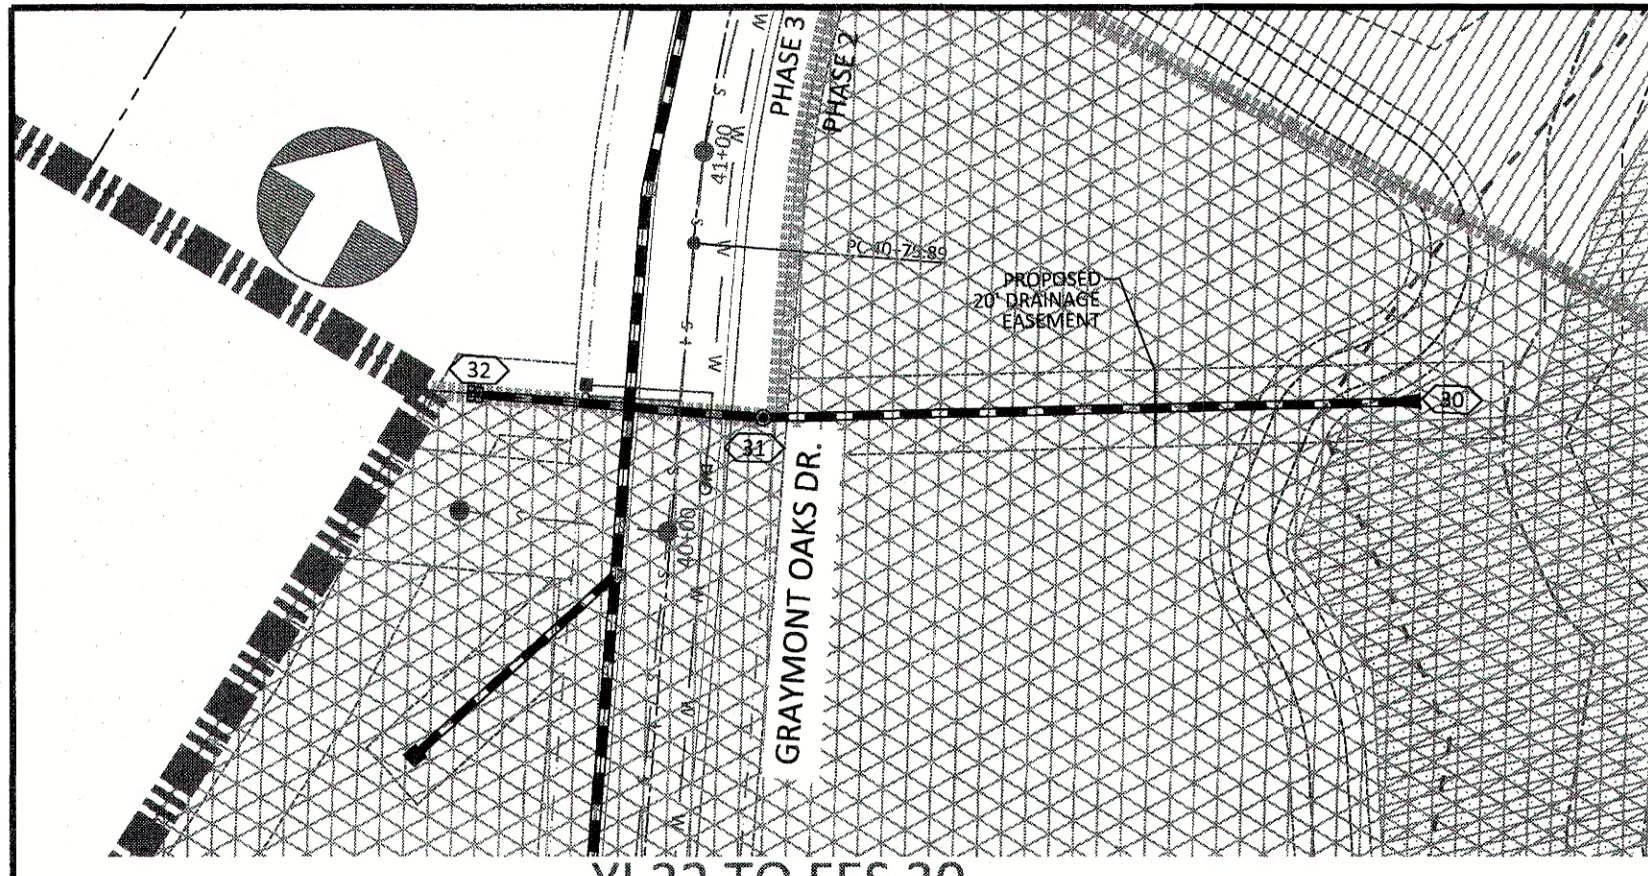 PHASE 3
PHASE 2
41+00
PC 40+75.89
PROPOSED
20' DRAINAGE
EASEMENT
32
31
30
40+00
GRAYMONT OAKS DR.
S
S
W
W
W
W
S
S
W
W
W